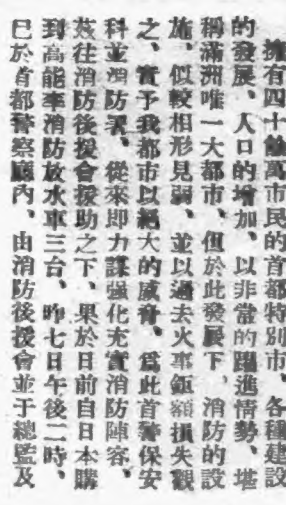 擁有四十餘萬市民的首都特別市、各種建設
的發展、人口的增加、以非常的躍進情勢、堪
稱滿洲唯一大都市、但於此發展下、消防的設
施、似較相形見弱、並以過去火事鉅額損失觀
之、實予我都市以絕大的威脅、爲此首警保安
科並消防署、從來即力謀强化充實消防陣容、
茲往消防後援會援助之下、果於日前自日本購
到高能率消防放水車三台、昨七日午後二時、
已於首都警察廳內、由消防後援會並于總監及